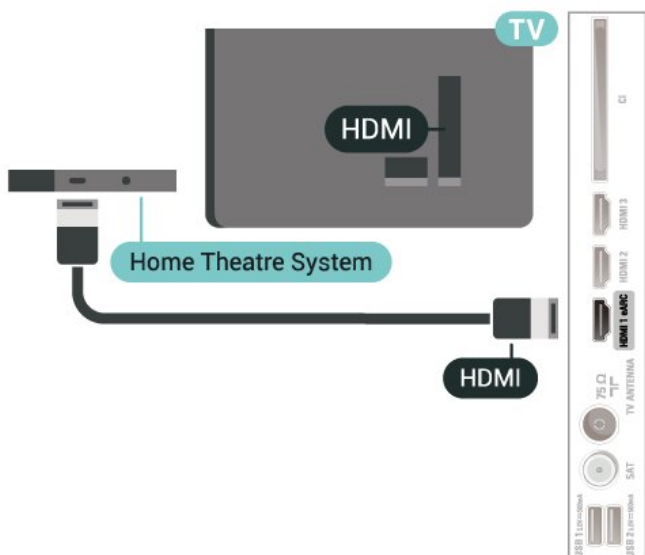 TV
HDMI
Home Theatre System
HDMI
CI
HDMI 3
HDMI 2
HDMI 1 eARC
75 Ω
TV ANTENNA
SAT
USB 1
USB 2